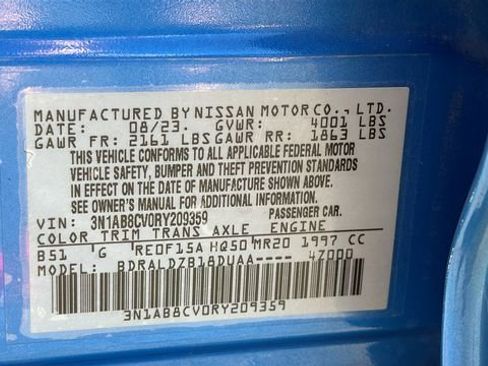 MANUFACTURED BY NISSAN MOTOR CO., LTD.
DATE: 08/23. GVWR: 4001 LBS
GAWR FR: 2161 LBS GAWR RR: 1863 LBS
THIS VEHICLE CONFORMS TO ALL APPLICABLE FEDERAL MOTOR
VEHICLE SAFETY, BUMPER AND THEFT PREVENTION STANDARDS
IN EFFECT ON THE DATE OF MANUFACTURE SHOWN ABOVE.
SEE OWNER'S MANUAL FOR ADDITIONAL INFORMATION.
VIN: 3N1AB8CV0RY209359 PASSENGER CAR.
COLOR TRIM TRANS AXLE ENGINE
B51 G RE0F15A HQ50 MR20 1997 CC
MODEL: BDRALDZB18DUAA---- 47000
3N1AB8CV0RY209359